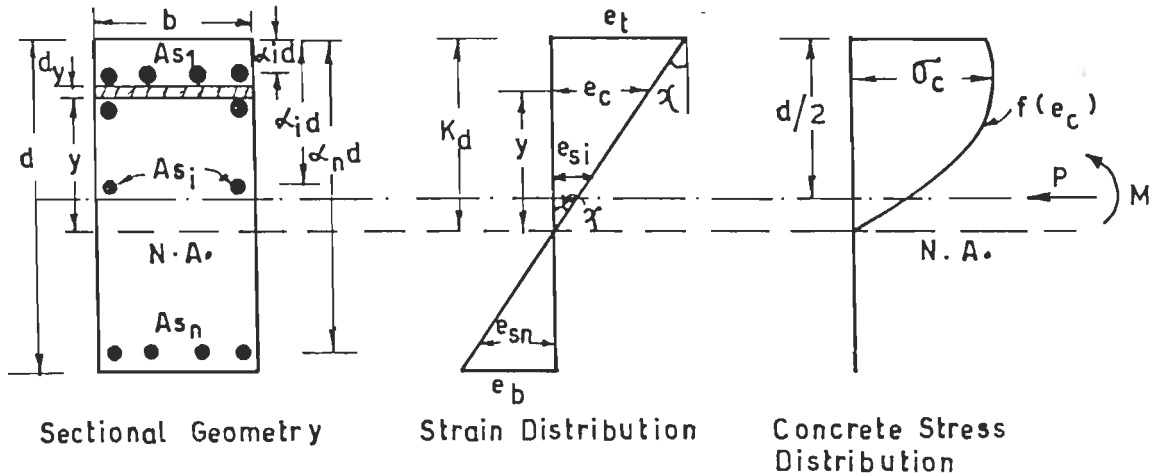 b
As1
αid
dy
αid
αnd
d
y
Asi
N.A.
Asn
et
ec
x
Kd
y
esi
x
esn
eb
σc
d/2
f(ec)
P
M
N.A.
Sectional Geometry
Strain Distribution
Concrete Stress
Distribution